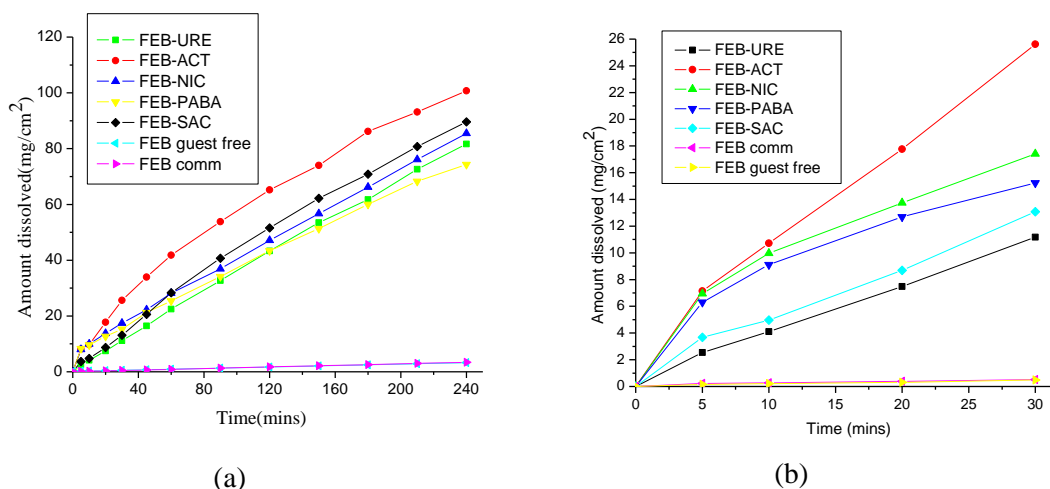 FEB-URE
FEB-ACT
FEB-NIC
FEB-PABA
FEB-SAC
FEB guest free
FEB comm
120
100
80
60
40
20
0
Amount dissolved(mg/cm2)
0 30 60 90 120 150 180 210 240
Time(mins)
(a)
FEB-URE
FEB-ACT
FEB-NIC
FEB-PABA
FEB-SAC
FEB comm
FEB guest free
26
24
22
20
18
16
14
12
10
8
6
4
2
0
Amount dissolved (mg/cm2)
0 5 10 15 20 25 30
Time (mins)
(b)